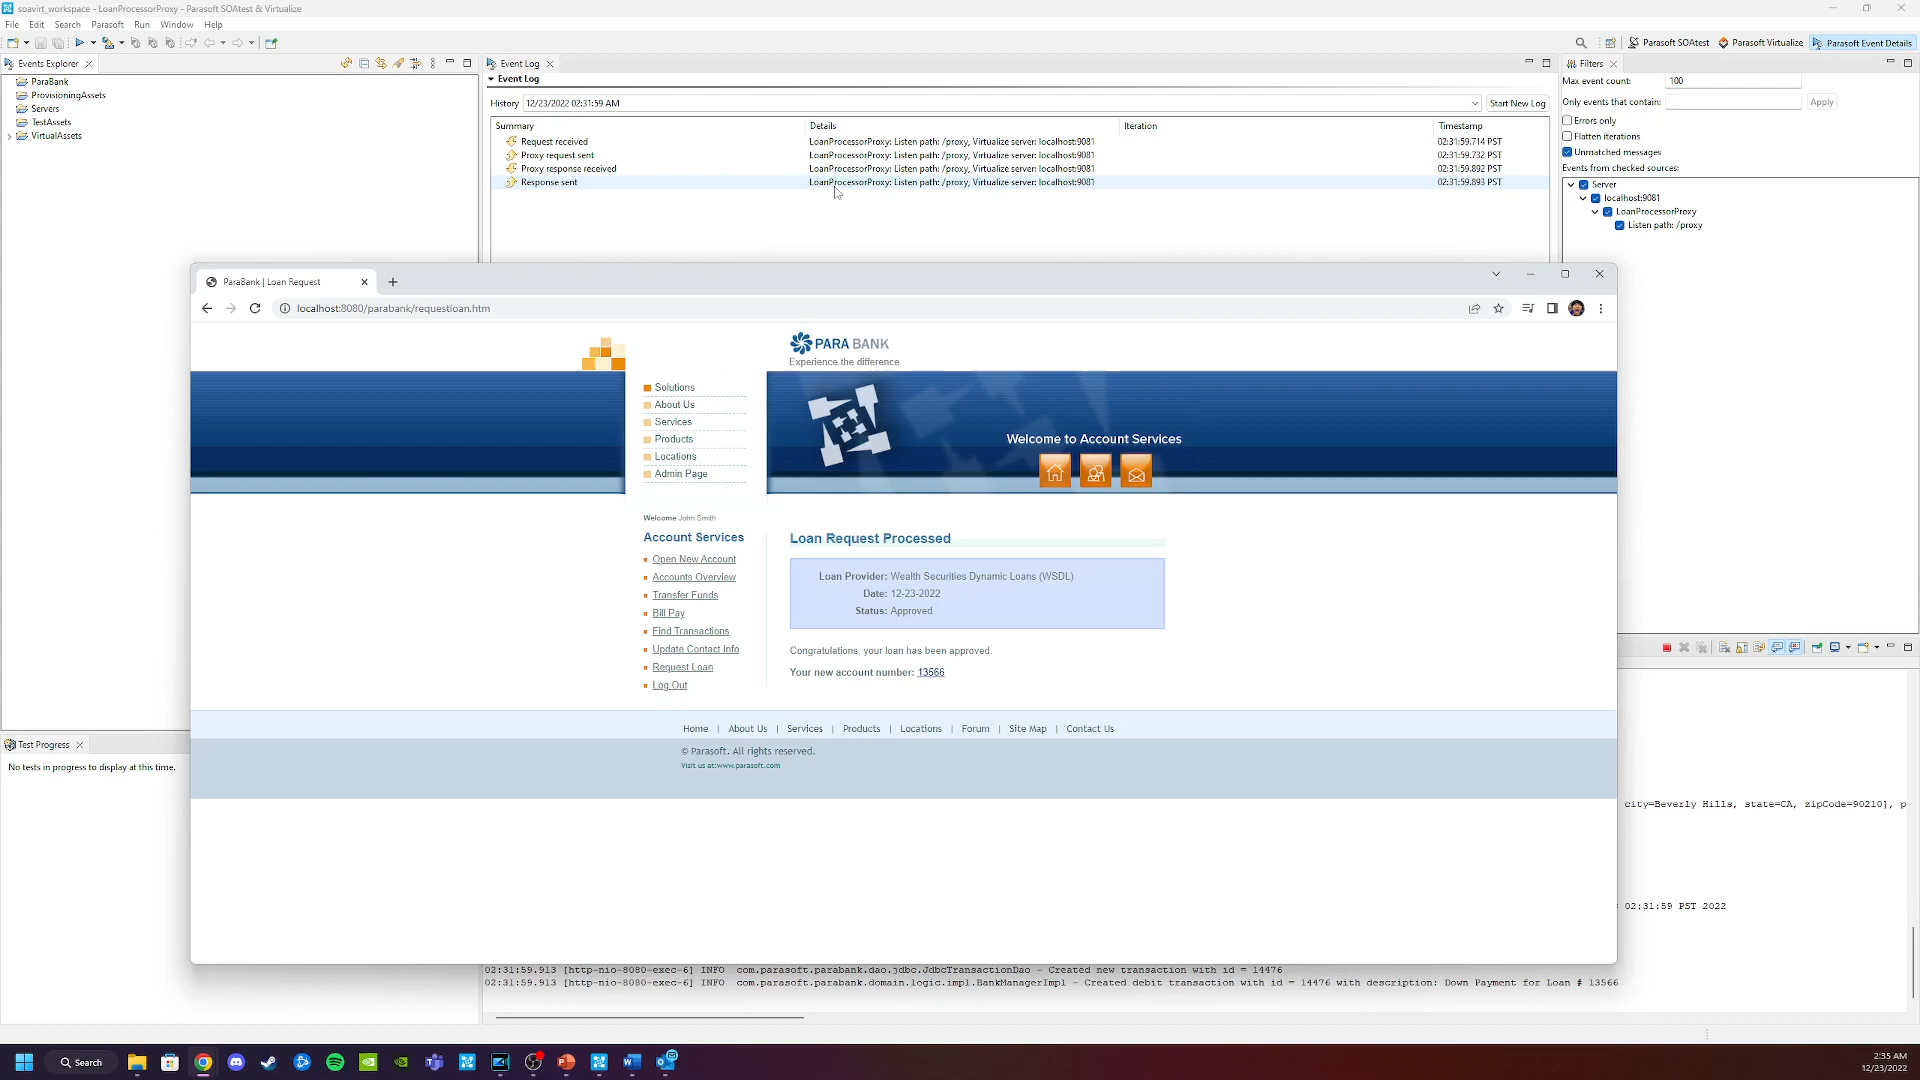 soavirt_workspace - LoanProcessorProxy - Parasoft SOAtest & Virtualize
File Edit Search Parasoft Run Window Help
Parasoft SOAtest Parasoft Virtualize Parasoft Event Details
Events Explorer
ParaBank
ProvisioningAssets
Servers
TestAssets
VirtualAssets
Event Log
Event Log
History 12/23/2022 02:31:59 AM Start New Log
Summary Details Iteration Timestamp
Request received LoanProcessorProxy: Listen path: /proxy, Virtualize server: localhost:9081 02:31:59.714 PST
Proxy request sent LoanProcessorProxy: Listen path: /proxy, Virtualize server: localhost:9081 02:31:59.732 PST
Proxy response received LoanProcessorProxy: Listen path: /proxy, Virtualize server: localhost:9081 02:31:59.892 PST
Response sent LoanProcessorProxy: Listen path: /proxy, Virtualize server: localhost:9081 02:31:59.893 PST
Filters
Max event count: 100
Only events that contain: Apply
Errors only
Flatten iterations
Unmatched messages
Events from checked sources:
Server
localhost:9081
LoanProcessorProxy
Listen path: /proxy
ParaBank | Loan Request
localhost:8080/parabank/requestloan.htm
PARA BANK
Experience the difference
Solutions
About Us
Services
Products
Locations
Admin Page
Welcome to Account Services
Welcome John Smith
Account Services
Open New Account
Accounts Overview
Transfer Funds
Bill Pay
Find Transactions
Update Contact Info
Request Loan
Log Out
Loan Request Processed
Loan Provider: Wealth Securities Dynamic Loans (WSDL)
Date: 12-23-2022
Status: Approved
Congratulations, your loan has been approved.
Your new account number: 13566
Home | About Us | Services | Products | Locations | Forum | Site Map | Contact Us
© Parasoft. All rights reserved.
Visit us at:www.parasoft.com
Test Progress
No tests in progress to display at this time.
city=Beverly Hills, state=CA, zipCode=90210], p
02:31:59 PST 2022
02:31:59.913 [http-nio-8080-exec-6] INFO com.parasoft.parabank.dao.jdbc.JdbcTransactionDao - Created new transaction with id = 14476
02:31:59.913 [http-nio-8080-exec-6] INFO com.parasoft.parabank.domain.logic.impl.BankManagerImpl - Created debit transaction with id = 14476 with description: Down Payment for Loan # 13566
Search
2:35 AM
12/23/2022